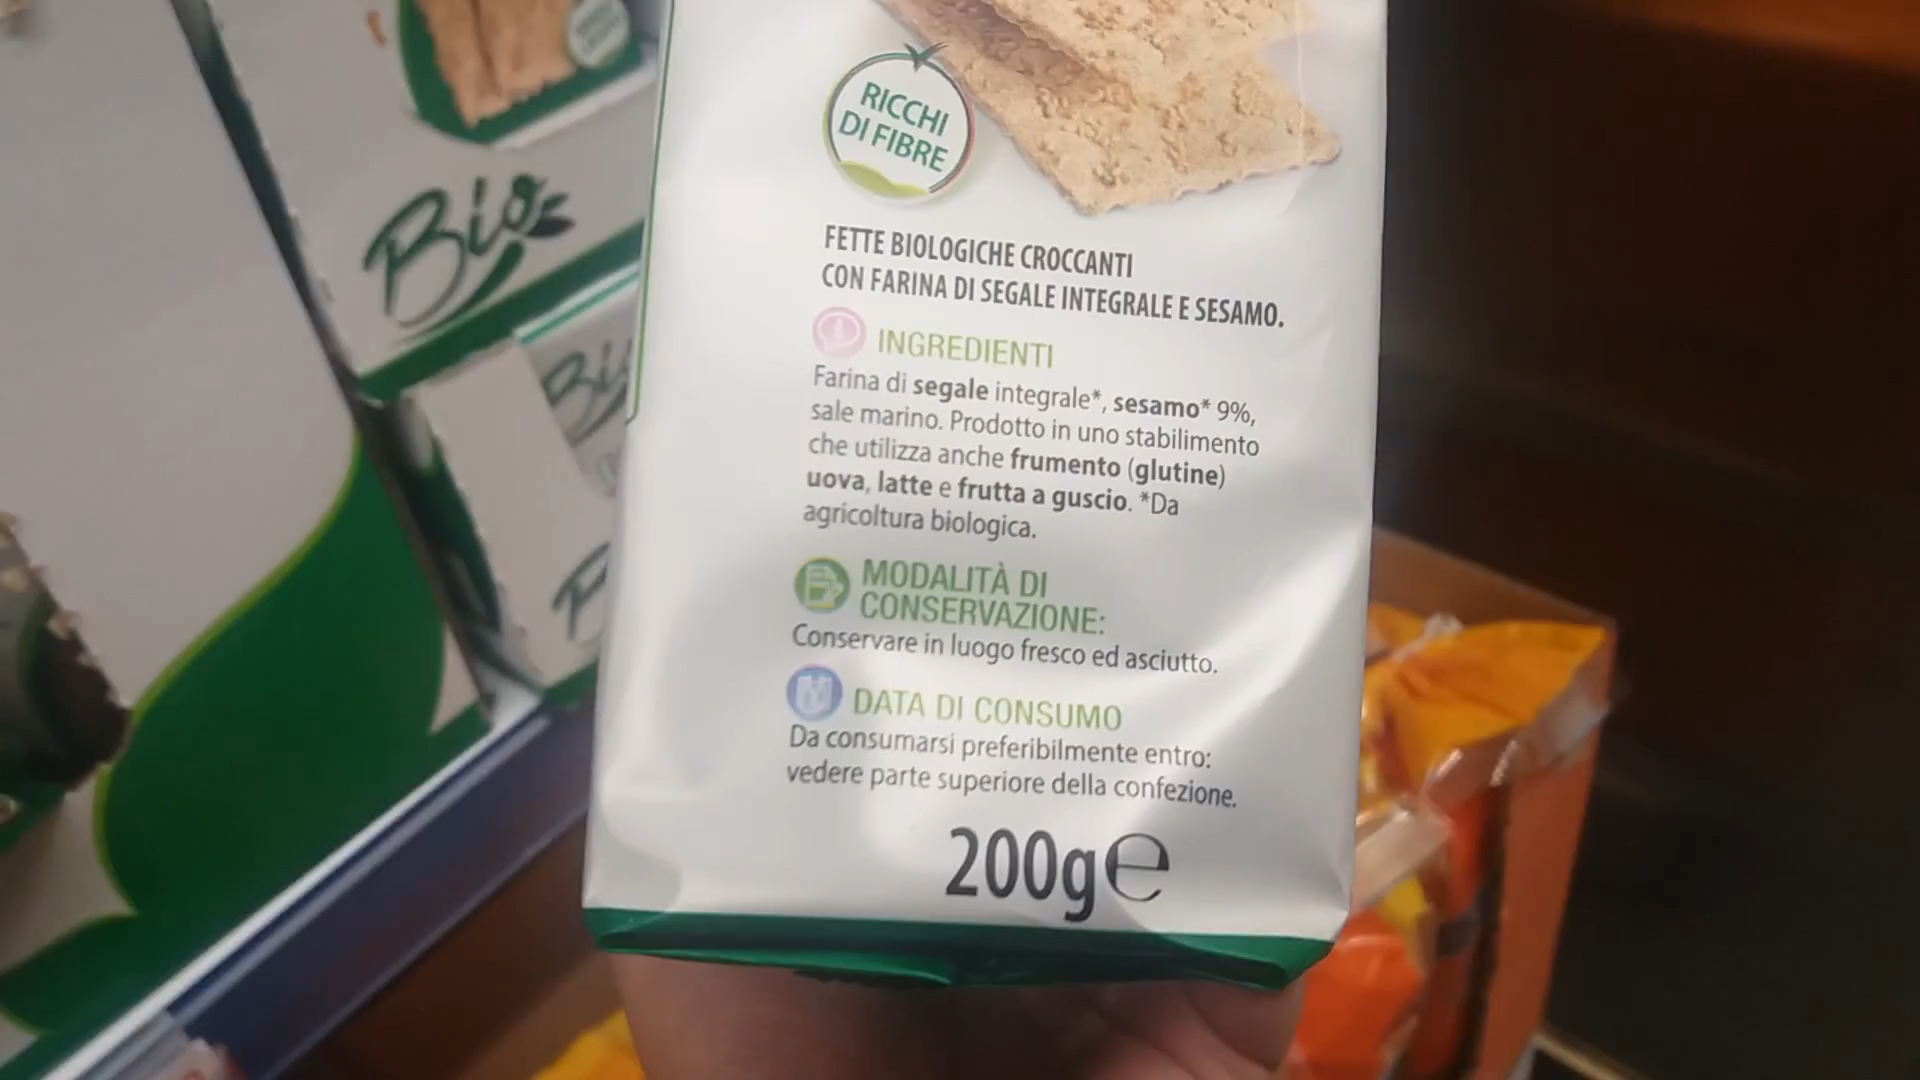 RICCHI
DI FIBRE
Bio
FETTE BIOLOGICHE CROCCANTI
CON FARINA DI SEGALE INTEGRALE E SESAMO.
INGREDIENTI
Farina di segale integrale*, sesamo* 9%,
sale marino. Prodotto in uno stabilimento
che utilizza anche frumento (glutine)
uova, latte e frutta a guscio. *Da
agricoltura biologica.
MODALITÀ DI
CONSERVAZIONE:
Conservare in luogo fresco ed asciutto.
DATA DI CONSUMO
Da consumarsi preferibilmente entro:
vedere parte superiore della confezione.
200g℮